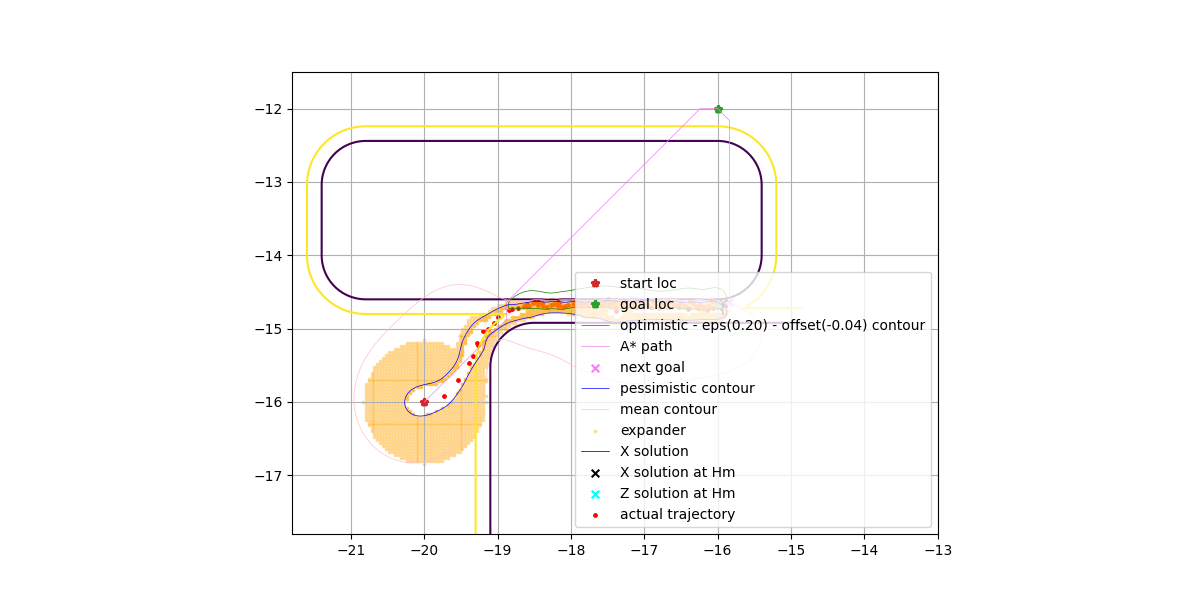 −12
−13
−14
−15
−16
−17
start loc
goal loc
optimistic - eps(0.20) - offset(-0.04) contour
A* path
next goal
pessimistic contour
mean contour
expander
X solution
X solution at Hm
Z solution at Hm
actual trajectory
−21 −20 −19 −18 −17 −16 −15 −14 −13